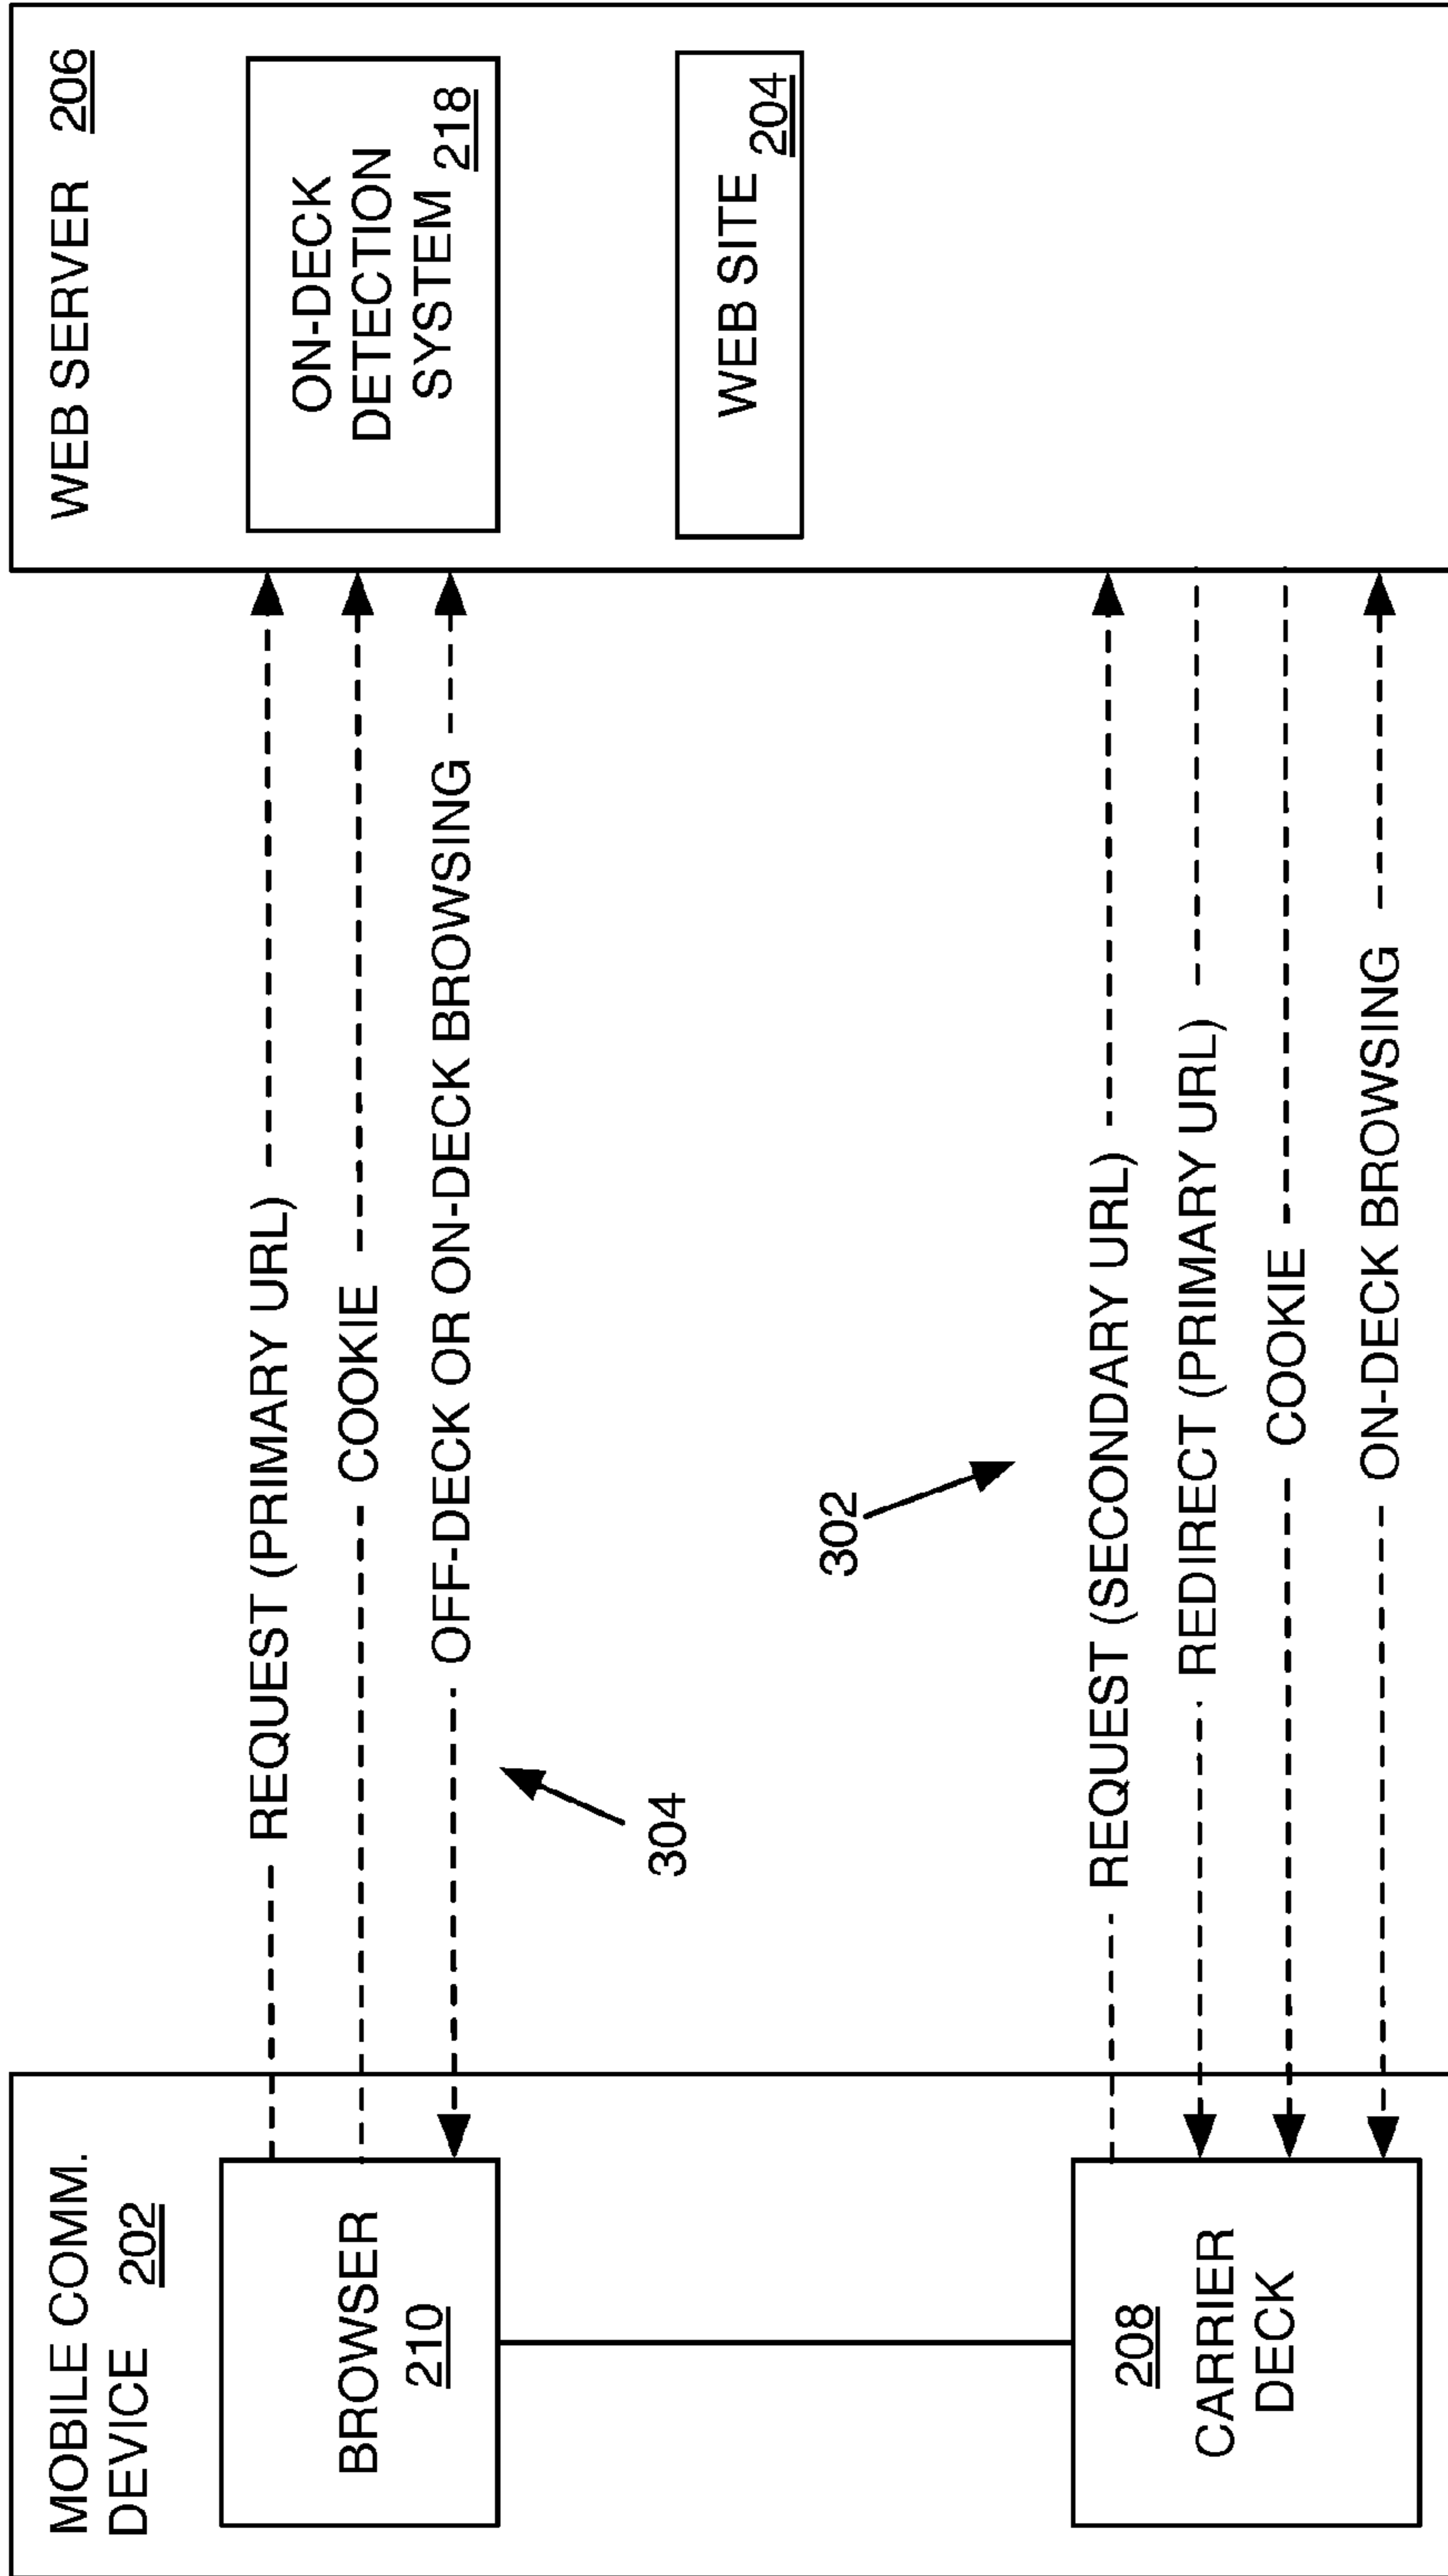 MOBILE COMM.
DEVICE 202
BROWSER
210
208
CARRIER
DECK
REQUEST (PRIMARY URL)
COOKIE
OFF-DECK OR ON-DECK BROWSING
304
302
REQUEST (SECONDARY URL)
REDIRECT (PRIMARY URL)
COOKIE
ON-DECK BROWSING
WEB SERVER 206
ON-DECK
DETECTION
SYSTEM 218
WEB SITE 204